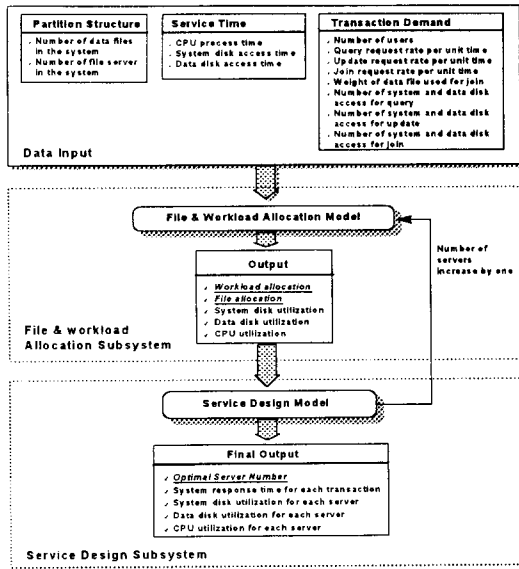 Partition Structure
Number of data files
in the system
Number of file server
in the system
Service Time
CPU process time
System disk access time
Data disk access time
Transaction Demand
Number of users
Query request rate per unit time
Update request rate per unit time
Join request rate per unit time
Weight of data file used for join
Number of system and data disk
access for query
Number of system and data disk
access for update
Number of system and data disk
access for join
Data Input
File & Workload Allocation Model
Number of
servers
increase by one
Output
Workload allocation
File allocation
System disk utilization
Data disk utilization
CPU utilization
File & workload
Allocation Subsystem
Service Design Model
Final Output
Optimal Server Number
System response time for each transaction
System disk utilization for each server
Data disk utilization for each server
CPU utilization for each server
Service Design Subsystem